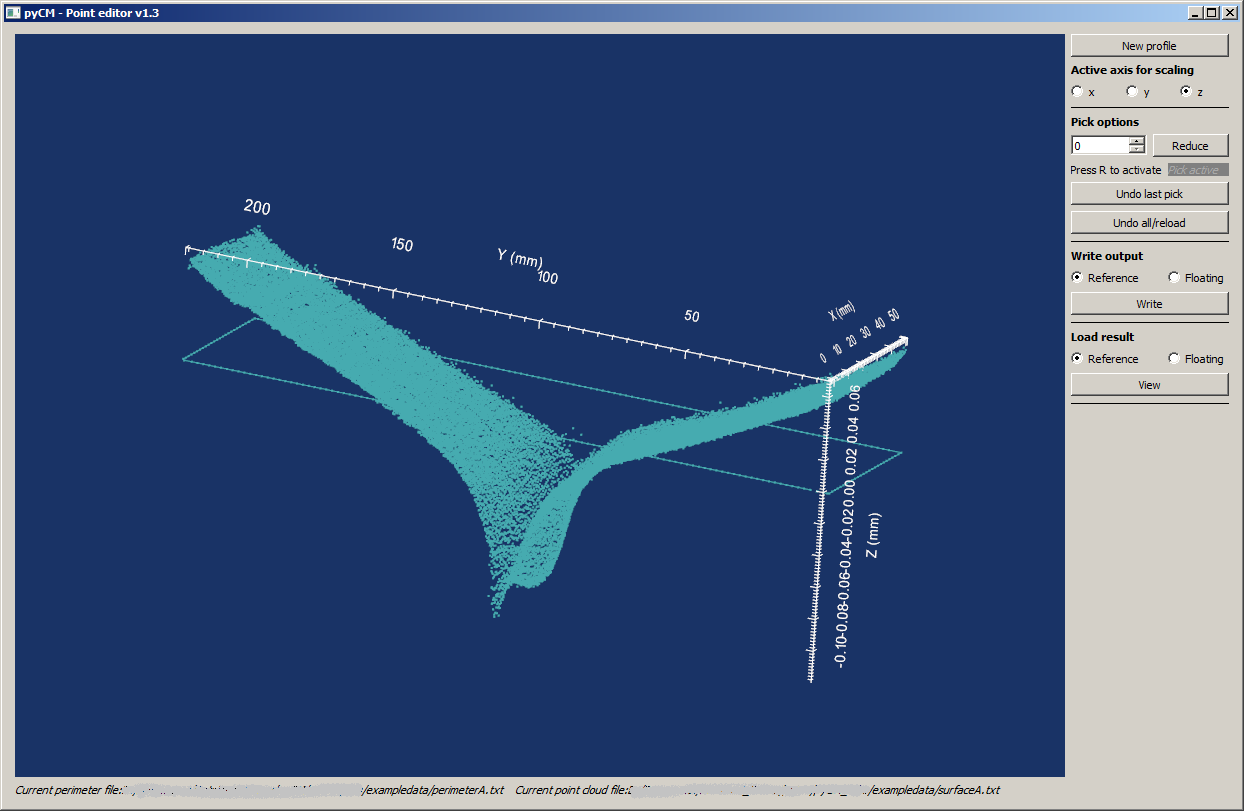 pyCM - Point editor v1.3
New profile
Active axis for scaling
x y z
Pick options
0 Reduce
Press R to activate Pick active
Undo last pick
Undo all/reload
Write output
Reference Floating
Write
Load result
Reference Floating
View
200
150
Y (mm)
100
50
X (mm)
0 10 20 30 40 50
-0.10 -0.08 -0.06 -0.04 -0.02 0.00 0.02 0.04 0.06
Z (mm)
Current perimeter file: /exampledata/perimeterA.txt Current point cloud file: /exampledata/surfaceA.txt